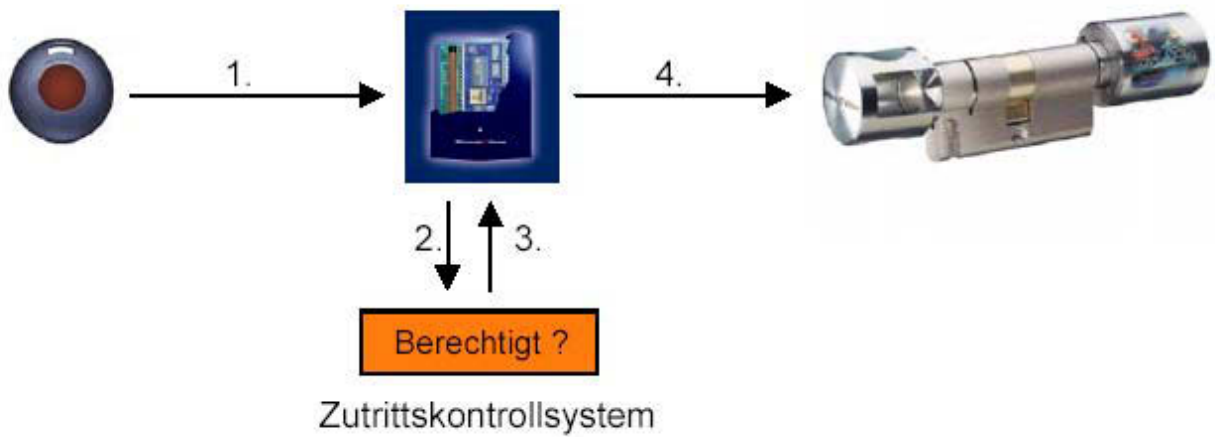 1.
4.
2.
3.
Berechtigt ?
Zutrittskontrollsystem